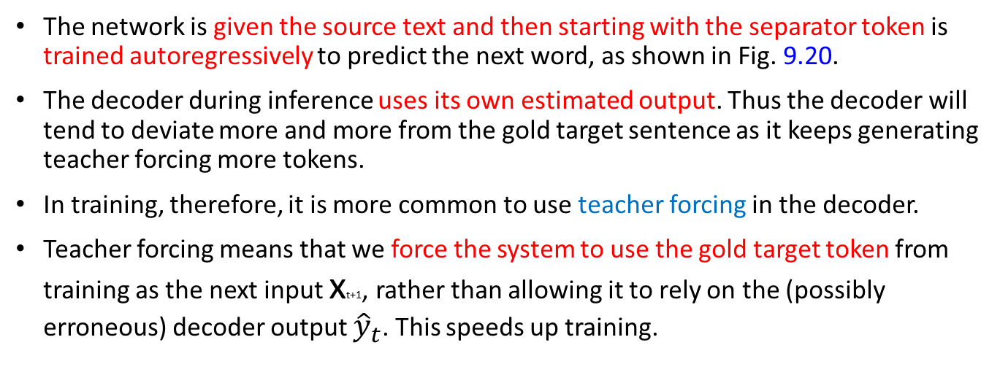 • The network is given the source text and then starting with the separator token is
trained autoregressively to predict the next word, as shown in Fig. 9.20.
• The decoder during inference uses its own estimated output. Thus the decoder will
tend to deviate more and more from the gold target sentence as it keeps generating
teacher forcing more tokens.
• In training, therefore, it is more common to use teacher forcing in the decoder.
• Teacher forcing means that we force the system to use the gold target token from
training as the next input X_{t+1}, rather than allowing it to rely on the (possibly
erroneous) decoder output ŷ_t. This speeds up training.